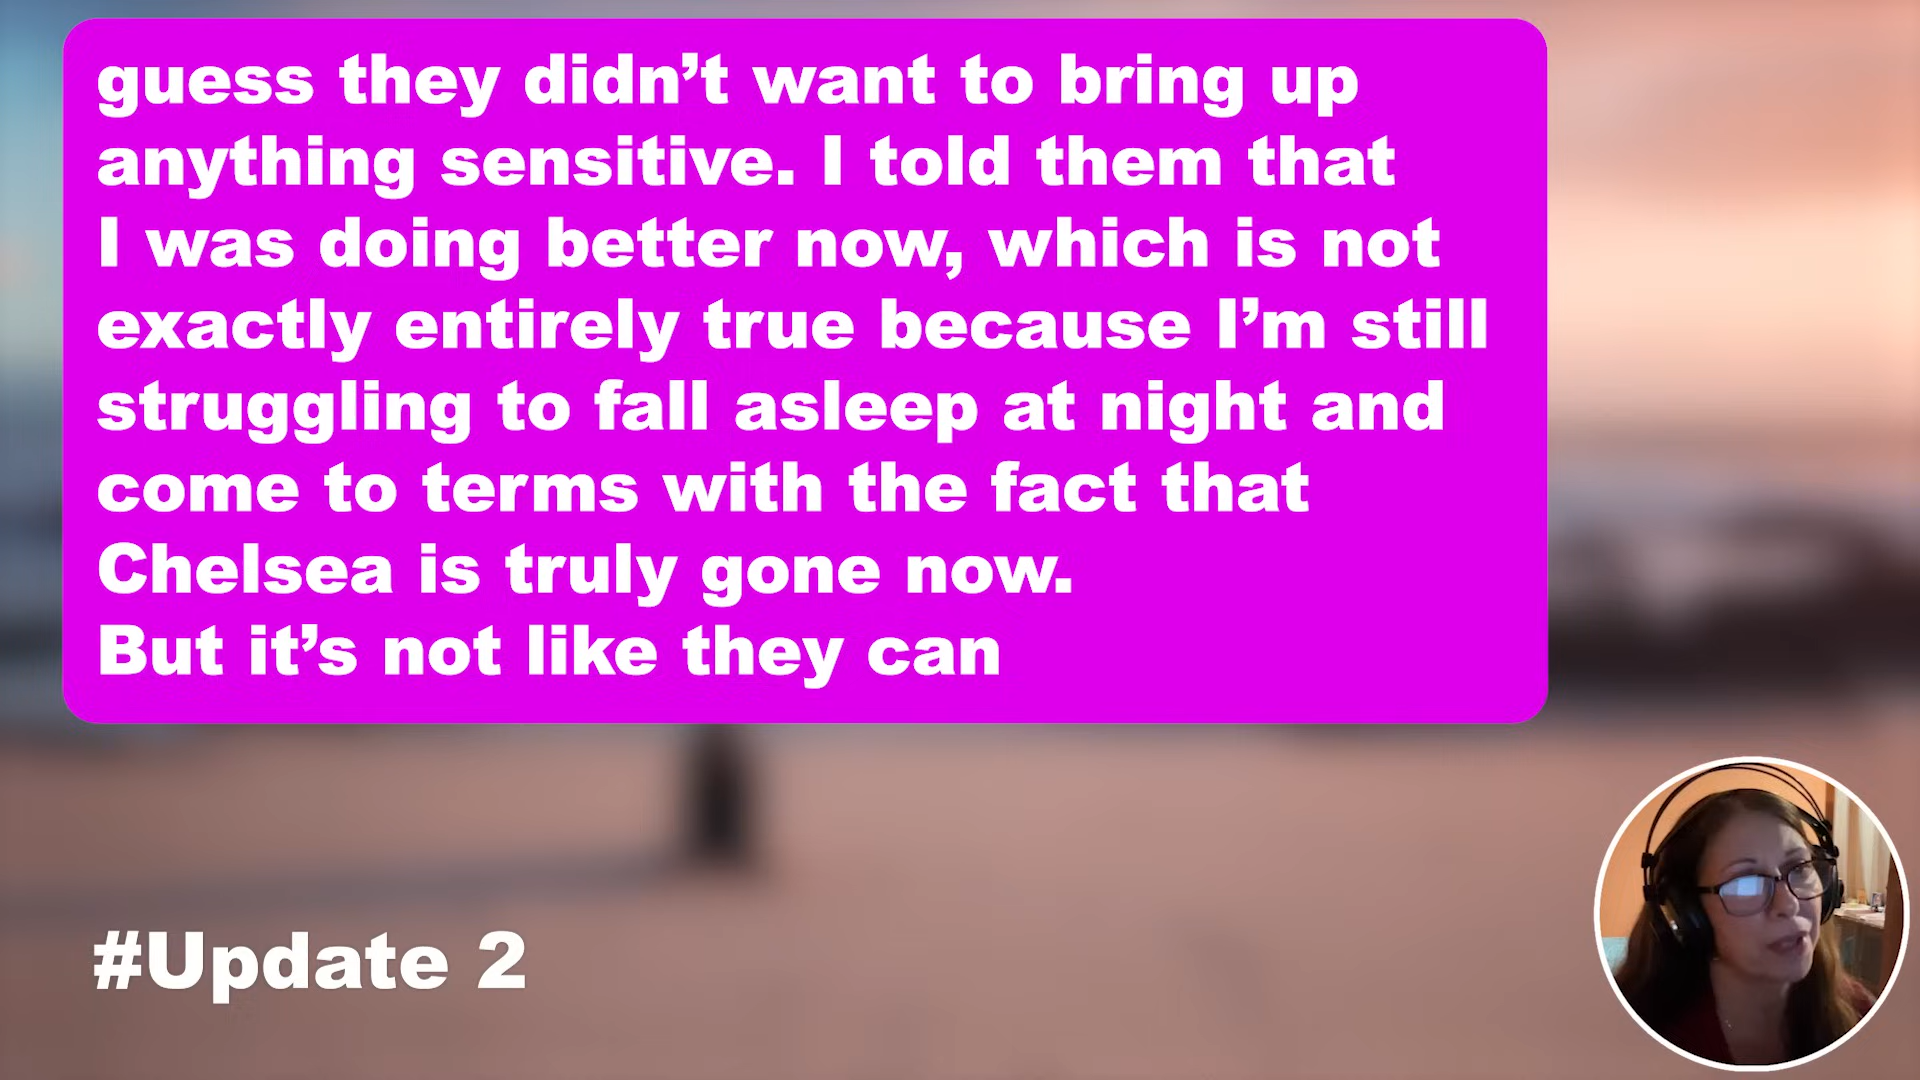 guess they didn’t want to bring up
anything sensitive. I told them that
I was doing better now, which is not
exactly entirely true because I’m still
struggling to fall asleep at night and
come to terms with the fact that
Chelsea is truly gone now.
But it’s not like they can
#Update 2